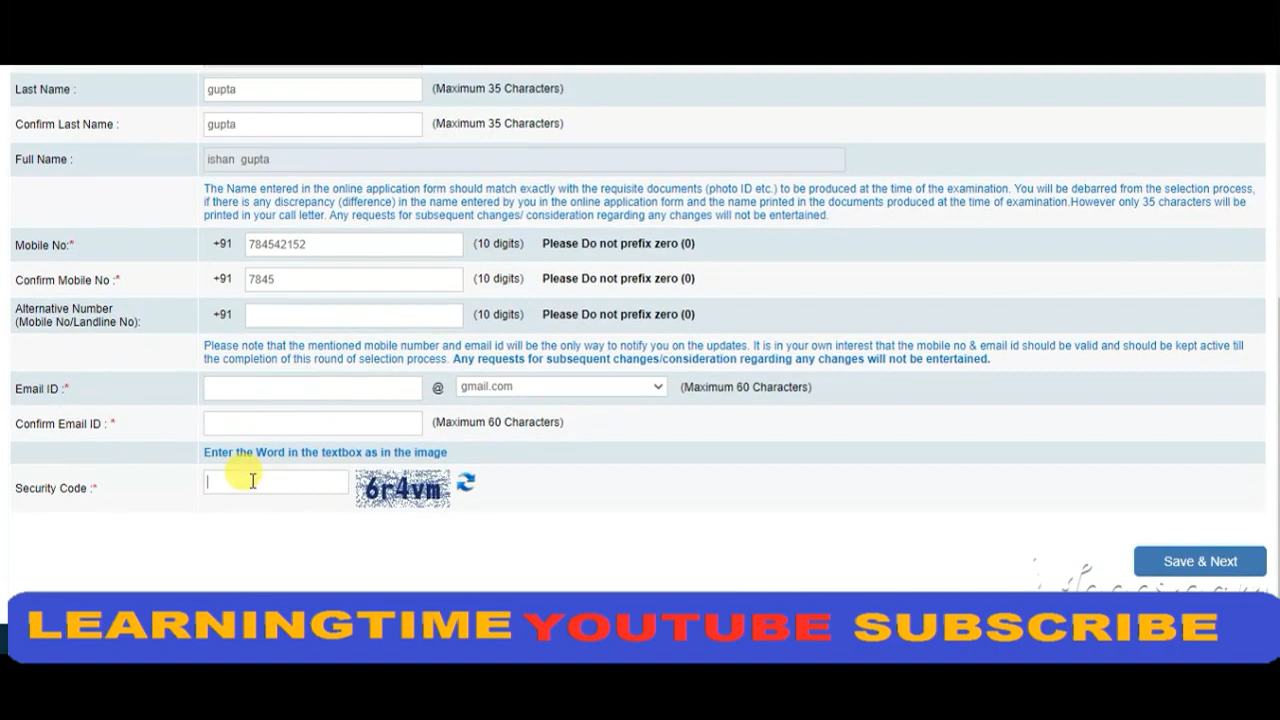 Last Name : gupta (Maximum 35 Characters)
Confirm Last Name : gupta (Maximum 35 Characters)
Full Name : ishan gupta
The Name entered in the online application form should match exactly with the requisite documents (photo ID etc.) to be produced at the time of the examination. You will be debarred from the selection process,
if there is any discrepancy (difference) in the name entered by you in the online application form and the name printed in the documents produced at the time of examination.However only 35 characters will be
printed in your call letter. Any requests for subsequent changes/ consideration regarding any changes will not be entertained.
Mobile No:* +91 784542152 (10 digits) Please Do not prefix zero (0)
Confirm Mobile No :* +91 7845 (10 digits) Please Do not prefix zero (0)
Alternative Number
(Mobile No/Landline No): +91 (10 digits) Please Do not prefix zero (0)
Please note that the mentioned mobile number and email id will be the only way to notify you on the updates. It is in your own interest that the mobile no & email id should be valid and should be kept active till
the completion of this round of selection process. Any requests for subsequent changes/consideration regarding any changes will not be entertained.
Email ID :* @ gmail.com (Maximum 60 Characters)
Confirm Email ID : * (Maximum 60 Characters)
Enter the Word in the textbox as in the image
Security Code :* 6r4vm
Save & Next
LEARNINGTIME YOUTUBE SUBSCRIBE